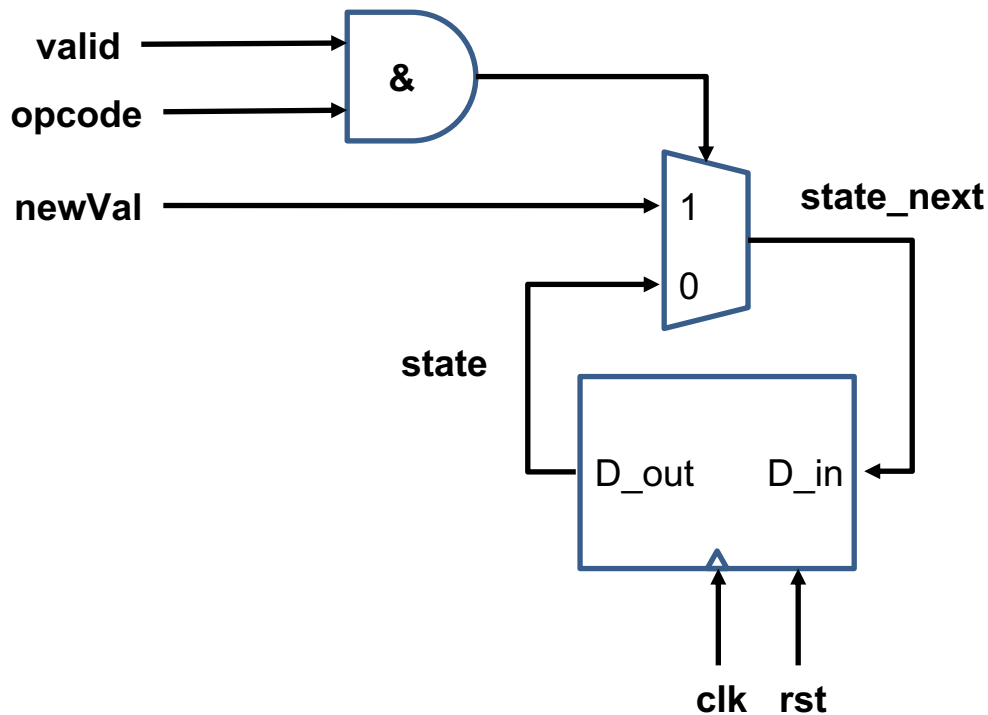 valid
&
opcode
newVal
1
state_next
0
state
D_out
D_in
clk
rst